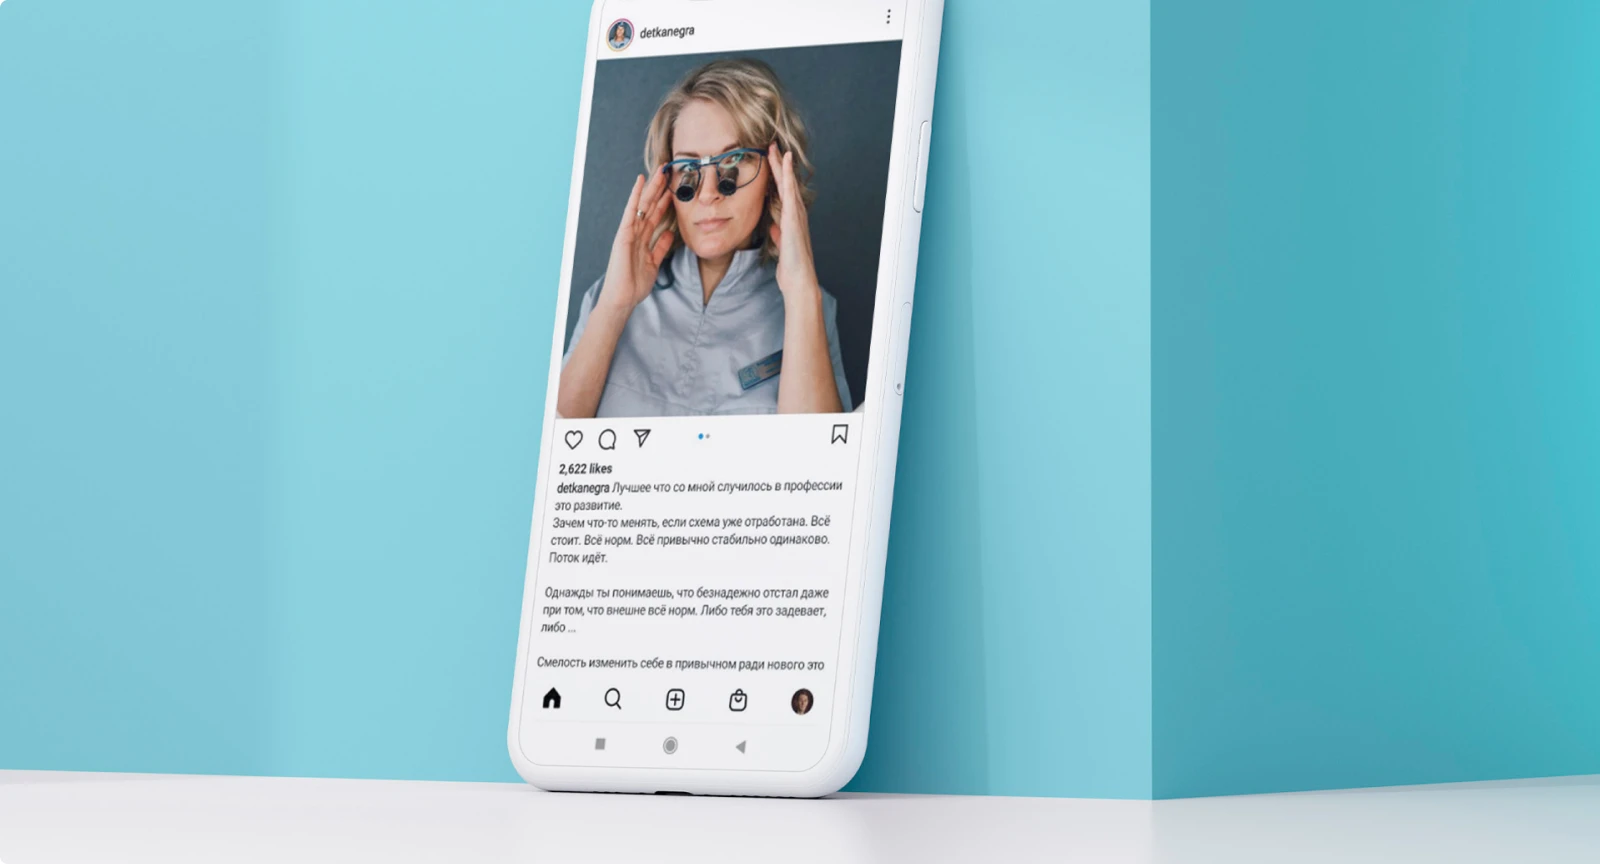 detkanegra
2,622 likes
detkanegra Лучшее что со мной случилось в профессии
это развитие.
Зачем что-то менять, если схема уже отработана. Всё
стоит. Всё норм. Всё привычно стабильно одинаково.
Поток идёт.
Однажды ты понимаешь, что безнадежно отстал даже
при том, что внешне всё норм. Либо тебя это задевает,
либо ...
Смелость изменить себе в привычном ради нового это